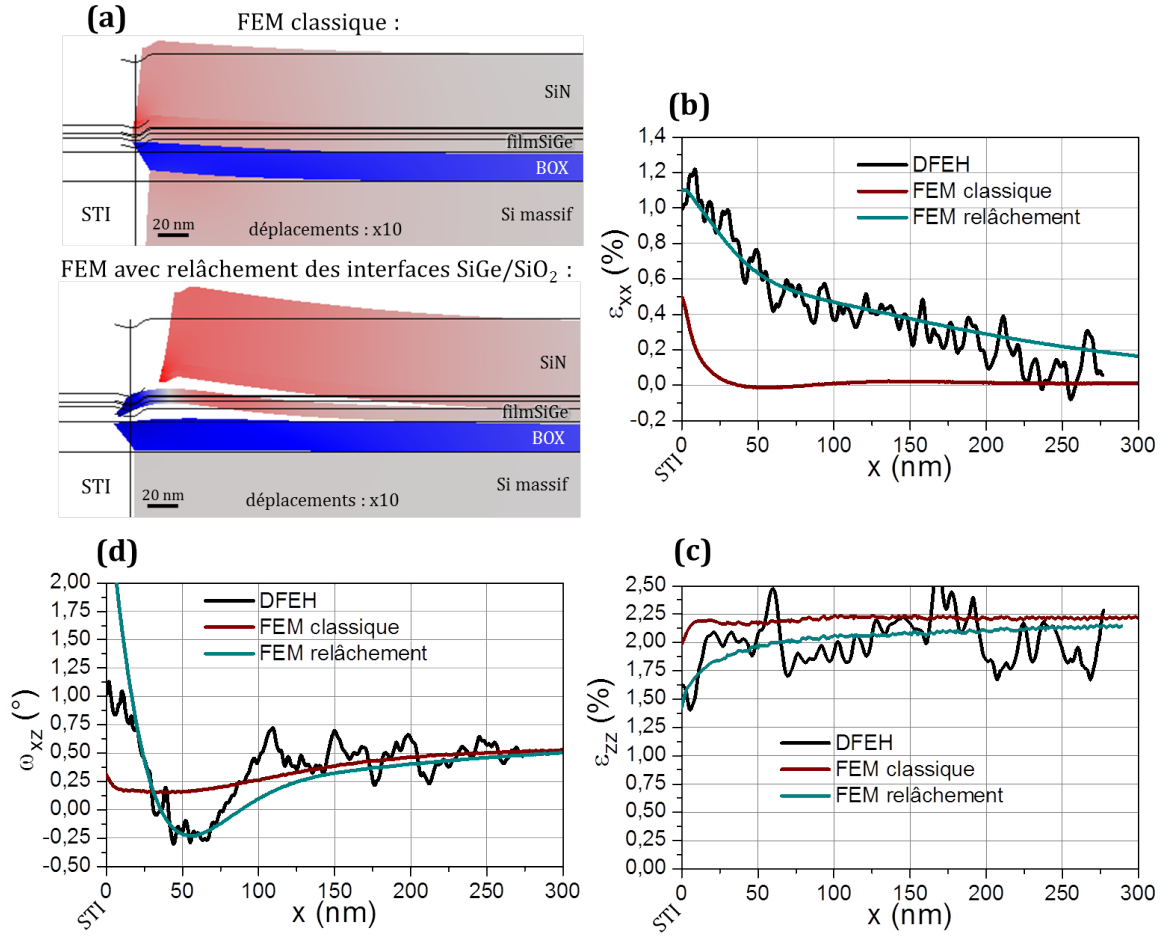 (a)
FEM classique :
SiN
filmSiGe
BOX
STI
Si massif
20 nm
déplacements : x10
FEM avec relâchement des interfaces SiGe/SiO2 :
SiN
filmSiGe
BOX
STI
Si massif
20 nm
déplacements : x10
(b)
1,4
1,2
1,0
0,8
0,6
0,4
0,2
0,0
-0,2
εxx (%)
DFEH
FEM classique
FEM relâchement
0 50 100 150 200 250 300
STI
x (nm)
(d)
2,00
1,75
1,50
1,25
1,00
0,75
0,50
0,25
0,00
-0,25
-0,50
ωxz (°)
DFEH
FEM classique
FEM relâchement
0 50 100 150 200 250 300
STI
x (nm)
(c)
2,50
2,25
2,00
1,75
1,50
1,25
1,00
0,75
0,50
0,25
0,00
εzz (%)
DFEH
FEM classique
FEM relâchement
0 50 100 150 200 250 300
STI
x (nm)